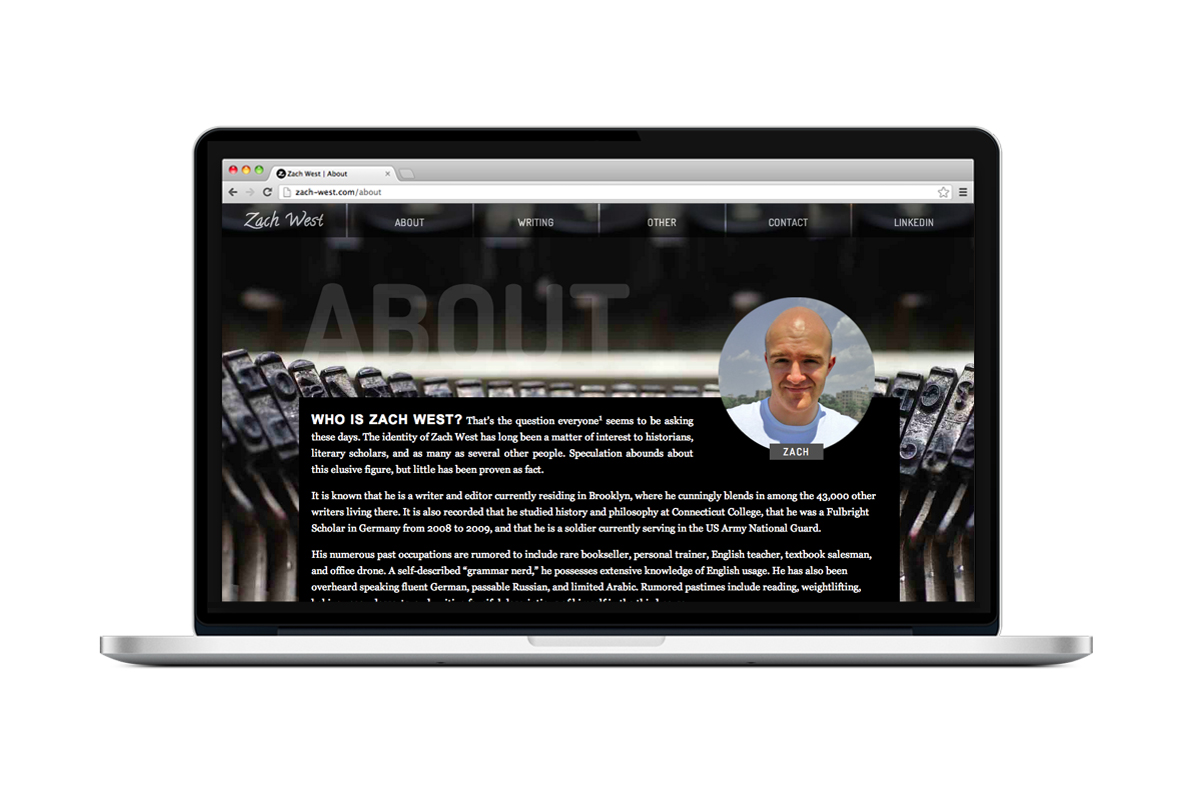 Zach West | About
zach-west.com/about
Zach West ABOUT WRITING OTHER CONTACT LINKEDIN
ABOUT
ZACH
WHO IS ZACH WEST? That's the question everyone¹ seems to be asking
these days. The identity of Zach West has long been a matter of interest to historians,
literary scholars, and as many as several other people. Speculation abounds about
this elusive figure, but little has been proven as fact.
It is known that he is a writer and editor currently residing in Brooklyn, where he cunningly blends in among the 43,000 other
writers living there. It is also recorded that he studied history and philosophy at Connecticut College, that he was a Fulbright
Scholar in Germany from 2008 to 2009, and that he is a soldier currently serving in the US Army National Guard.
His numerous past occupations are rumored to include rare bookseller, personal trainer, English teacher, textbook salesman,
and office drone. A self-described “grammar nerd,” he possesses extensive knowledge of English usage. He has also been
overheard speaking fluent German, passable Russian, and limited Arabic. Rumored pastimes include reading, weightlifting,